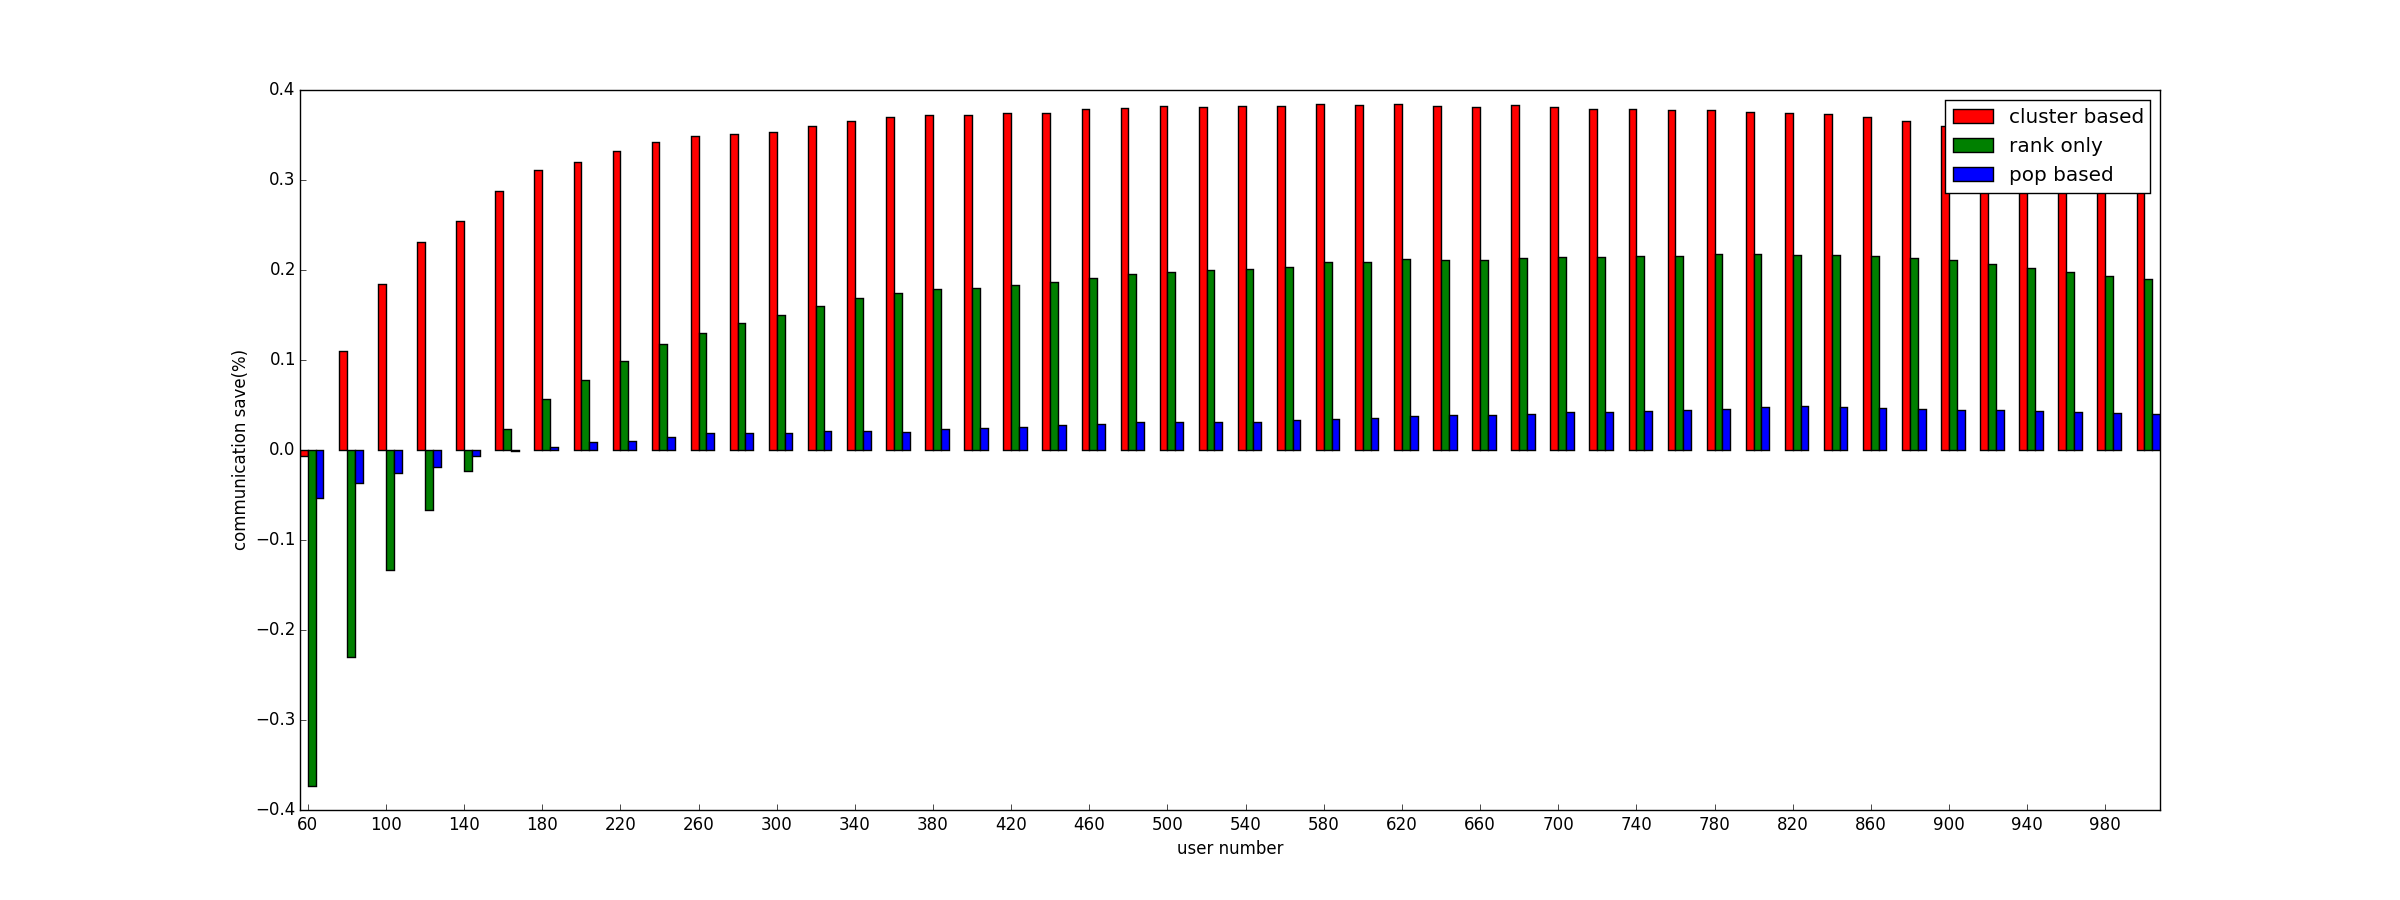 0.4
0.3
0.2
0.1
0.0
−0.1
−0.2
−0.3
−0.4
communication save(%)
cluster based
rank only
pop based
60 100 140 180 220 260 300 340 380 420 460 500 540 580 620 660 700 740 780 820 860 900 940 980
user number